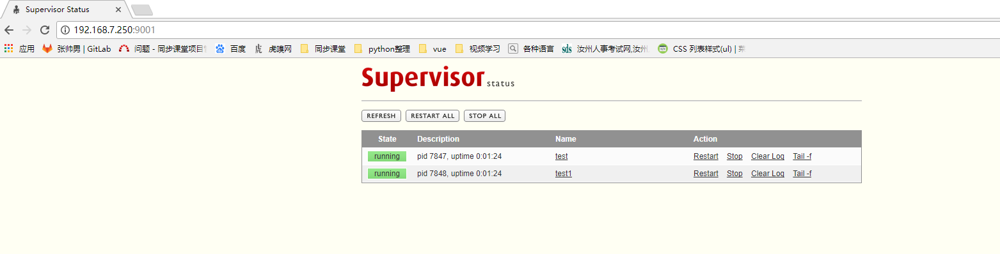 Supervisor Status
192.168.7.250:9001
应用 张帅男 | GitLab 问题 - 同步课堂项目 百度 虎嗅网 同步课堂 python整理 vue 视频学习 各种语言 汝州人事考试网,汝州 CSS 列表样式(ul) |
Supervisor status
REFRESH RESTART ALL STOP ALL
State Description Name Action
running pid 7847, uptime 0:01:24 test Restart Stop Clear Log Tail -f
running pid 7848, uptime 0:01:24 test1 Restart Stop Clear Log Tail -f